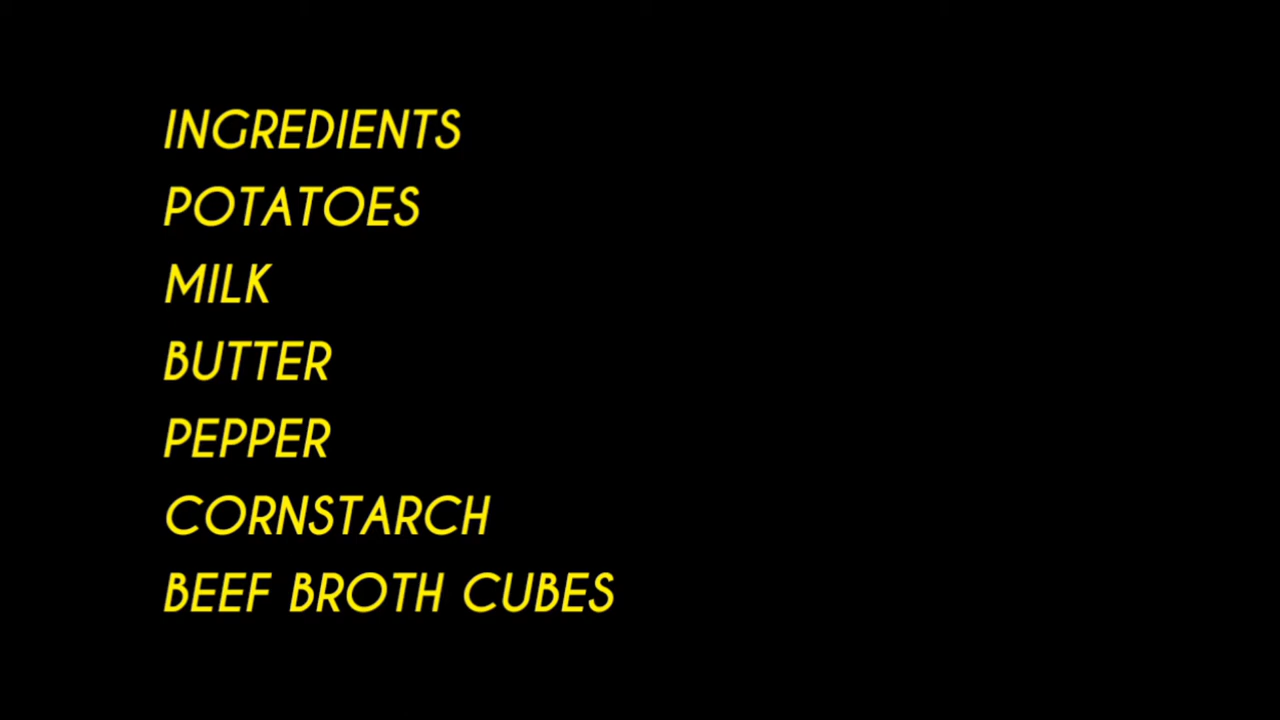 INGREDIENTS
POTATOES
MILK
BUTTER
PEPPER
CORNSTARCH
BEEF BROTH CUBES